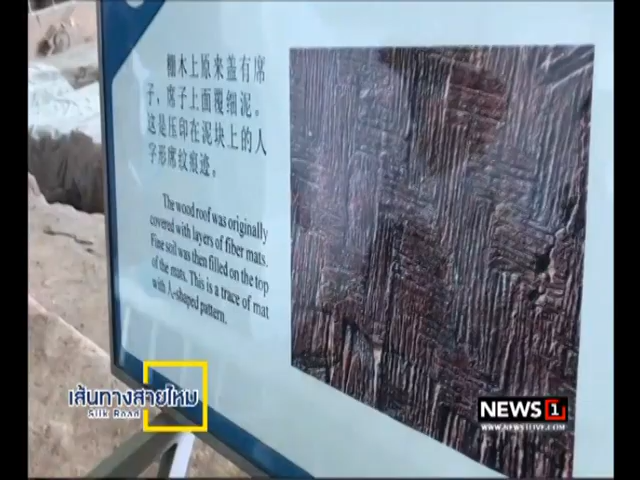 棚木上原来盖有席
子，席子上面覆细泥。
这是压印在泥块上的人
字形席纹痕迹。
The wood roof was originally
covered with layers of fiber mats.
Fine soil was then filled on the top
of the mats. This is a trace of mat
with 人-shaped pattern.
เส้นทางสายไหม
Silk Road
NEWS 1
WWW.NEWS1LIVE.COM